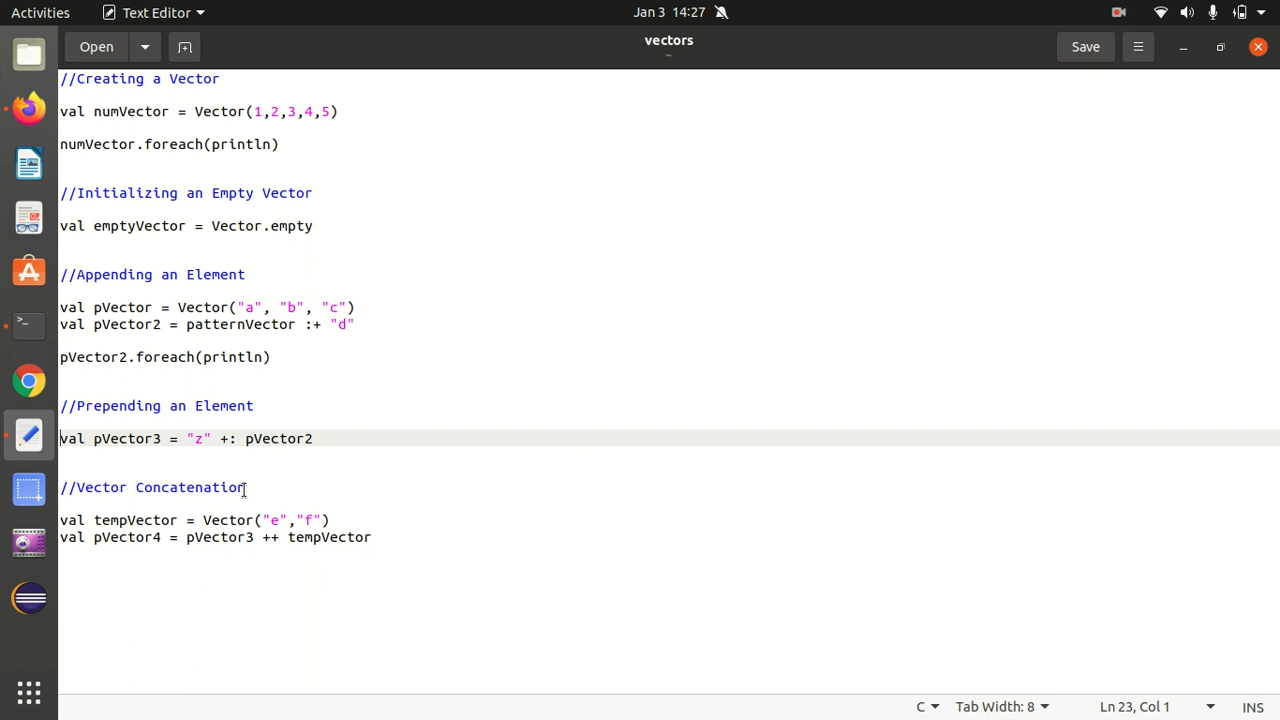 Activities
Text Editor
Jan 3 14:27
Open
vectors
~
Save
//Creating a Vector
val numVector = Vector(1,2,3,4,5)
numVector.foreach(println)
//Initializing an Empty Vector
val emptyVector = Vector.empty
//Appending an Element
val pVector = Vector("a", "b", "c")
val pVector2 = patternVector :+ "d"
pVector2.foreach(println)
//Prepending an Element
val pVector3 = "z" +: pVector2
//Vector Concatenation
val tempVector = Vector("e","f")
val pVector4 = pVector3 ++ tempVector
C
Tab Width: 8
Ln 23, Col 1
INS